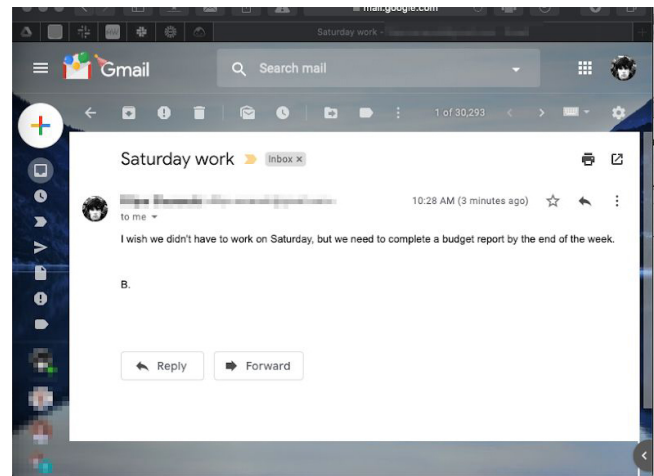 mail.google.com
Saturday work -
Gmail
Search mail
1 of 30,293
Saturday work
Inbox ×
10:28 AM (3 minutes ago)
to me
I wish we didn't have to work on Saturday, but we need to complete a budget report by the end of the week.
B.
Reply
Forward